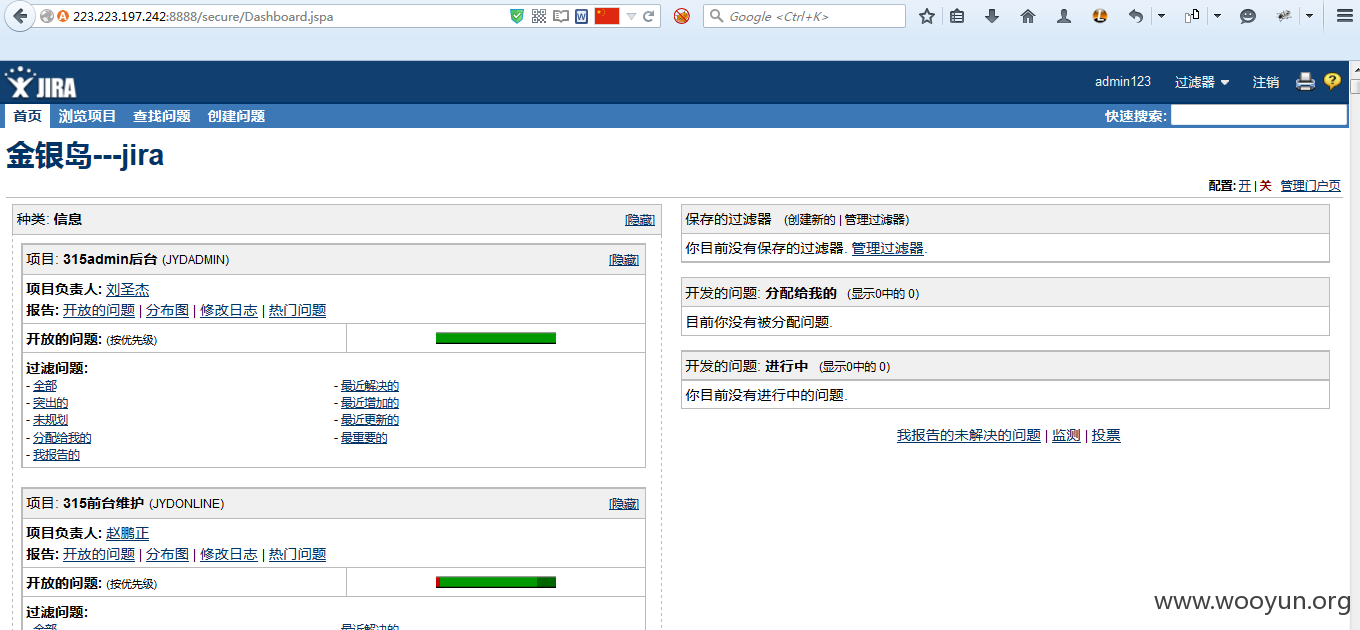 223.223.197.242:8888/secure/Dashboard.jspa
Google <Ctrl+K>
JIRA
admin123 过滤器 注销
首页 浏览项目 查找问题 创建问题 快速搜索:
金银岛---jira
配置: 开 | 关 管理门户页
种类: 信息 [隐藏]
项目: 315admin后台 (JYDADMIN) [隐藏]
项目负责人: 刘圣杰
报告: 开放的问题 | 分布图 | 修改日志 | 热门问题
开放的问题: (按优先级)
过滤问题:
- 全部 - 最近解决的
- 突出的 - 最近增加的
- 未规划 - 最近更新的
- 分配给我的 - 最重要的
- 我报告的
项目: 315前台维护 (JYDONLINE) [隐藏]
项目负责人: 赵鹏正
报告: 开放的问题 | 分布图 | 修改日志 | 热门问题
开放的问题: (按优先级)
过滤问题:
- 全部 - 最近解决的
保存的过滤器 (创建新的 | 管理过滤器)
你目前没有保存的过滤器. 管理过滤器.
开发的问题: 分配给我的 (显示0中的 0)
目前你没有被分配问题.
开发的问题: 进行中 (显示0中的 0)
你目前没有进行中的问题.
我报告的未解决的问题 | 监测 | 投票
www.wooyun.org